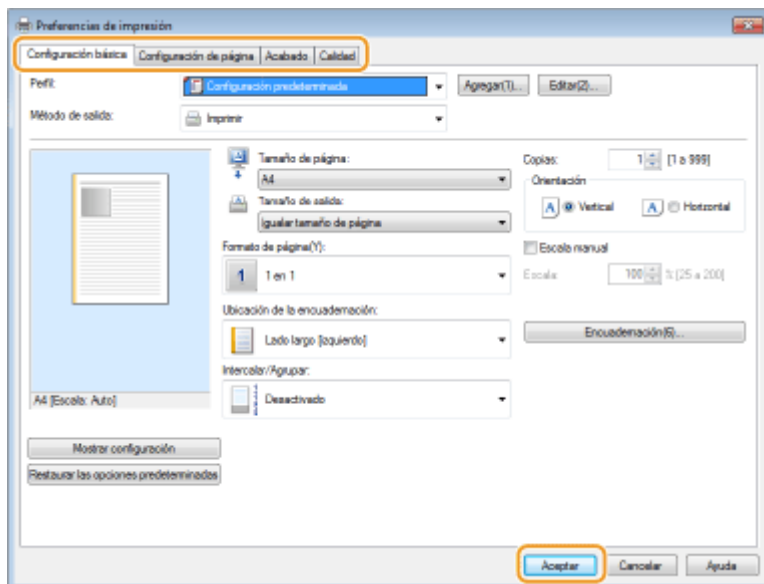 Preferencias de impresión
Configuración básica Configuración de página Acabado Calidad
Perfil: Configuración predeterminada Agregar(1)... Editar(2)...
Método de salida: Imprimir
Tamaño de página:
A4
Tamaño de salida:
Igualar tamaño de página
Copias: 1 [1 a 999]
Orientación
A Vertical A Horizontal
Formato de página(Y):
1 1 en 1
Escala manual
Escala: 100 % [25 a 200]
Ubicación de la encuadernación:
Lado largo [izquierdo]
Encuadernación(6)...
Intercalar/Agrupar:
Desactivado
A4 [Escala: Auto]
Mostrar configuración
Restaurar las opciones predeterminadas
Aceptar Cancelar Ayuda